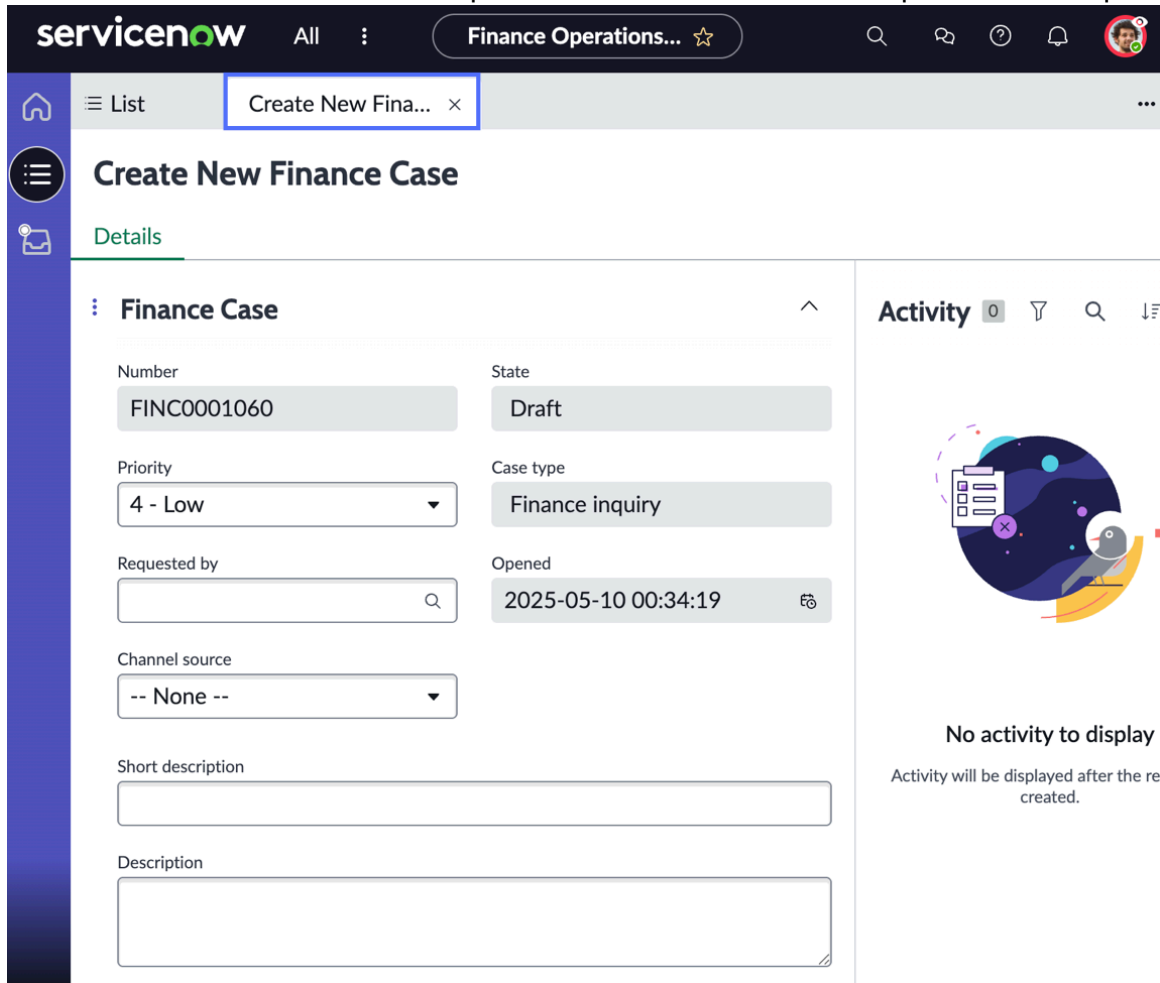 servicenow All Finance Operations...
List Create New Fina...
Create New Finance Case
Details
Finance Case
Number
FINC0001060
State
Draft
Priority
4 - Low
Case type
Finance inquiry
Requested by
Opened
2025-05-10 00:34:19
Channel source
-- None --
Short description
Description
Activity 0
No activity to display
Activity will be displayed after the re
created.